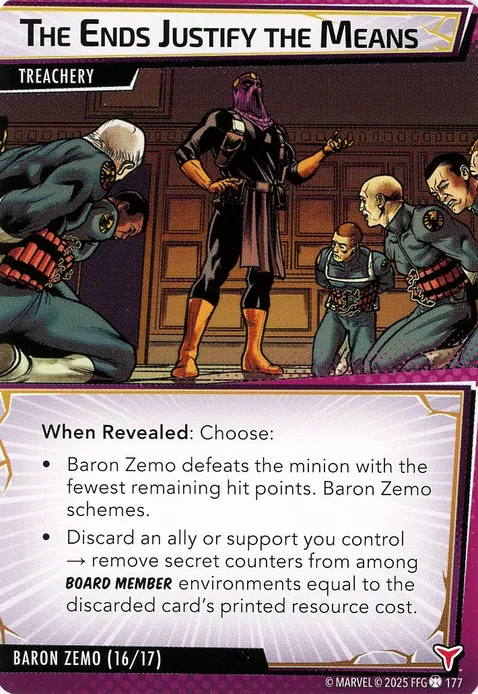 THE ENDS JUSTIFY THE MEANS
TREACHERY
When Revealed: Choose:
• Baron Zemo defeats the minion with the
fewest remaining hit points. Baron Zemo
schemes.
• Discard an ally or support you control
→ remove secret counters from among
BOARD MEMBER environments equal to the
discarded card's printed resource cost.
BARON ZEMO (16/17)
© MARVEL © 2025 FFG 177